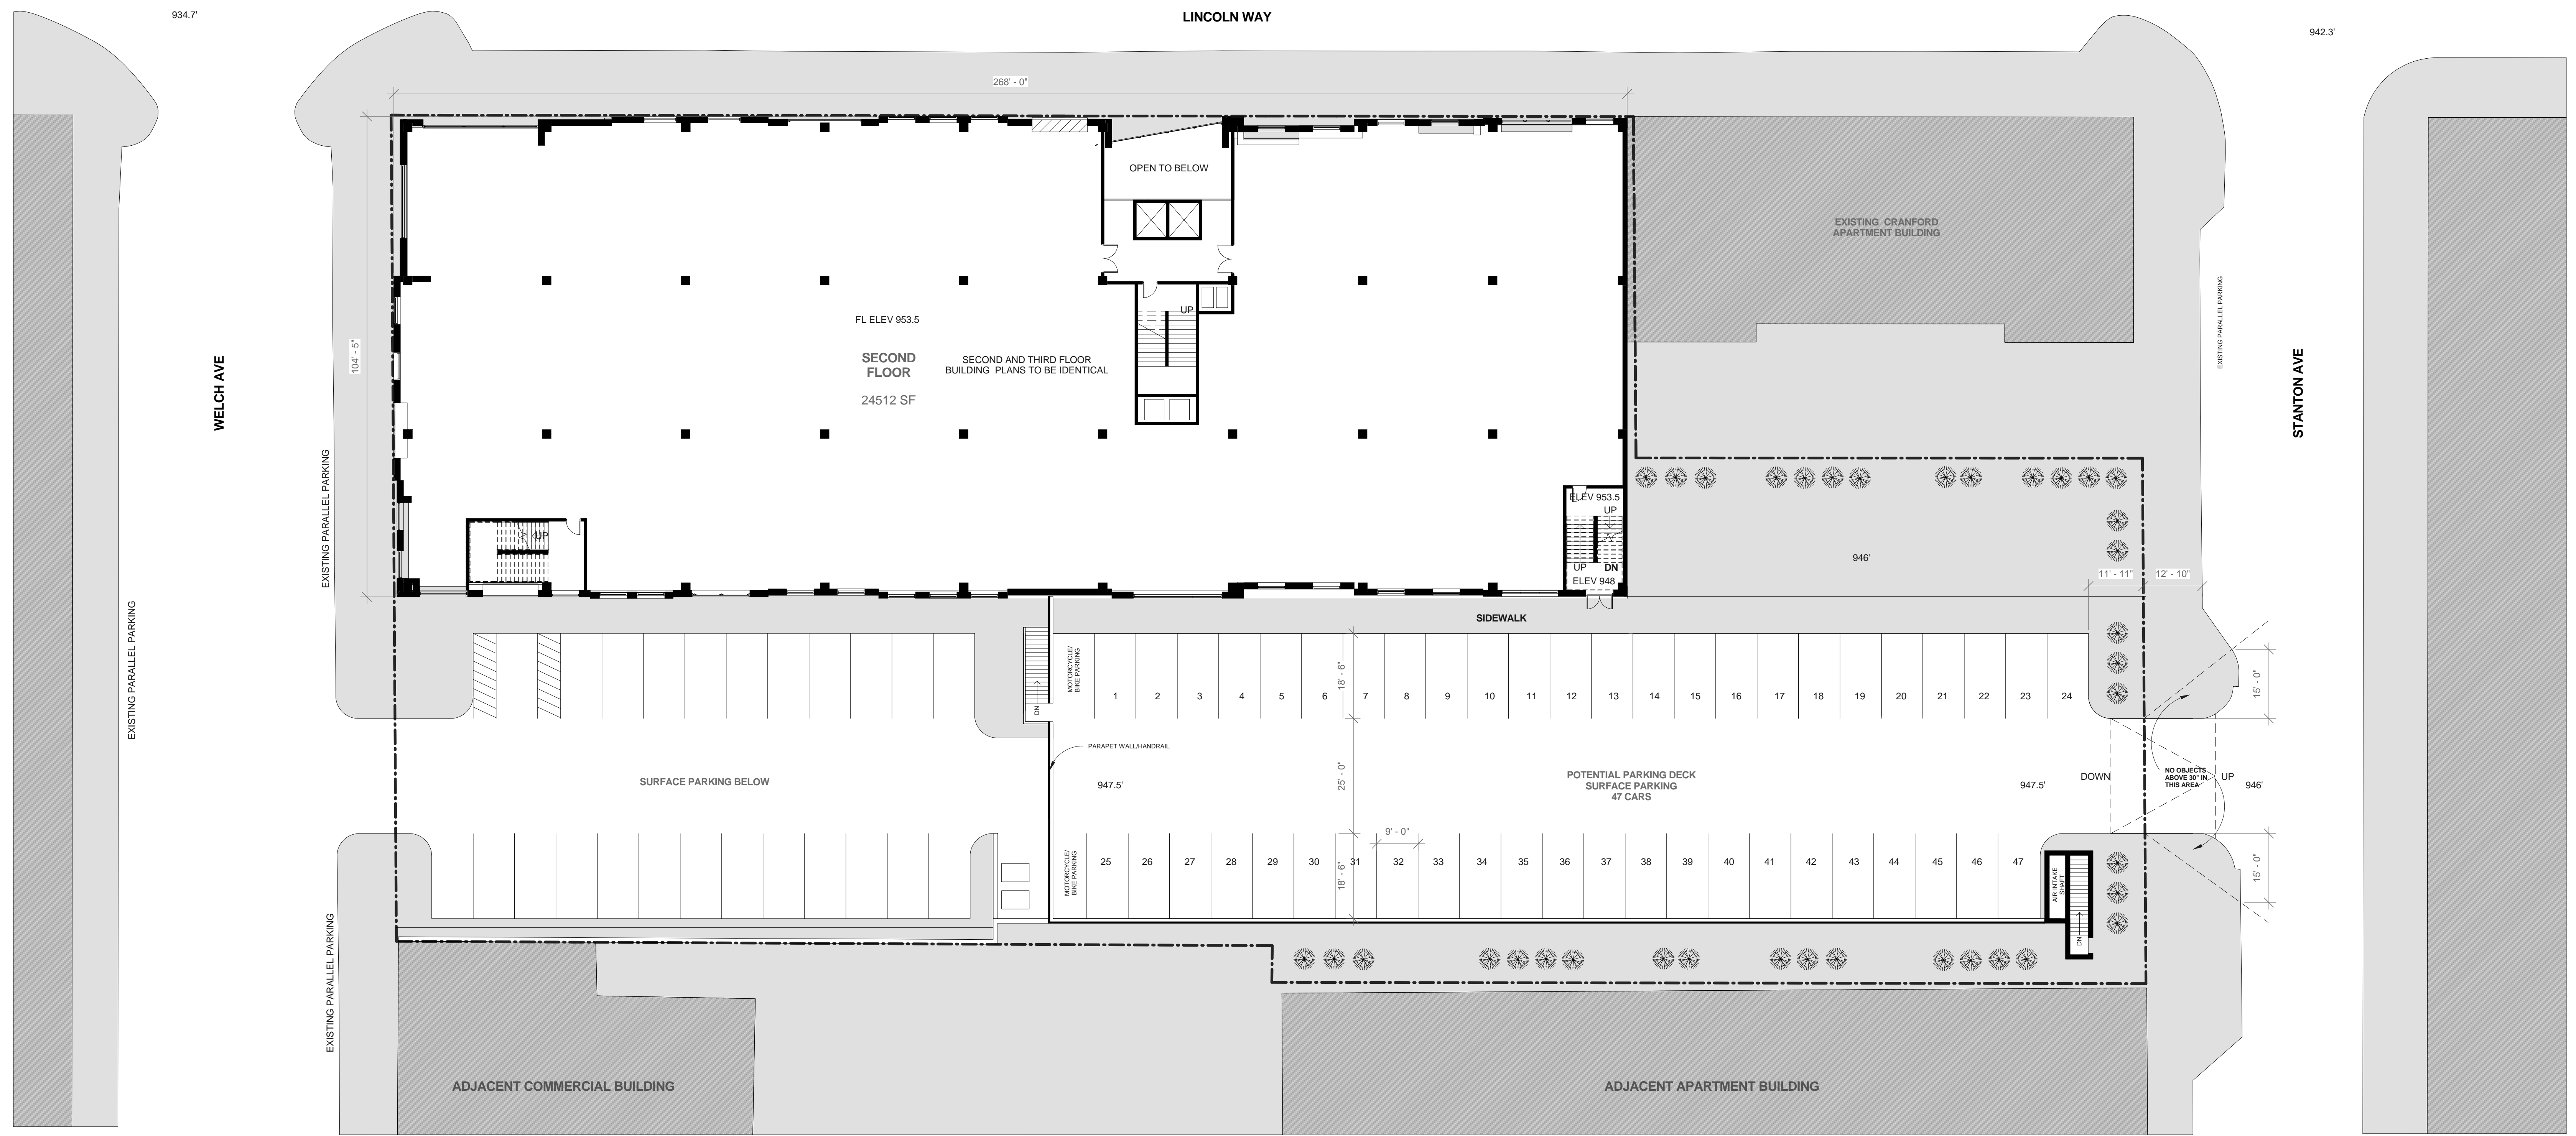 934.7'
LINCOLN WAY
942.3'
268' - 0"
OPEN TO BELOW
EXISTING CRANFORD
APARTMENT BUILDING
EXISTING PARALLEL PARKING
UP
FL ELEV 953.5
104' - 5"
SECOND
FLOOR
SECOND AND THIRD FLOOR
BUILDING PLANS TO BE IDENTICAL
24512 SF
WELCH AVE
STANTON AVE
EXISTING PARALLEL PARKING
ELEV 953.5
UP
UP
946'
UP DN
ELEV 948
11' - 11" 12' - 10"
EXISTING PARALLEL PARKING
SIDEWALK
MOTORCYCLE/
BIKE PARKING
18' - 6"
15' - 0"
1 2 3 4 5 6 7 8 9 10 11 12 13 14 15 16 17 18 19 20 21 22 23 24
DN
PARAPET WALL/HANDRAIL
SURFACE PARKING BELOW
947.5'
25' - 0"
POTENTIAL PARKING DECK
SURFACE PARKING
47 CARS
947.5'
DOWN
NO OBJECTS
ABOVE 30" IN
THIS AREA
UP
946'
9' - 0"
MOTORCYCLE/
BIKE PARKING
25 26 27 28 29 30 31 32 33 34 35 36 37 38 39 40 41 42 43 44 45 46 47
18' - 6"
AIR INTAKE
SHAFT
15' - 0"
DN
EXISTING PARALLEL PARKING
ADJACENT COMMERCIAL BUILDING
ADJACENT APARTMENT BUILDING